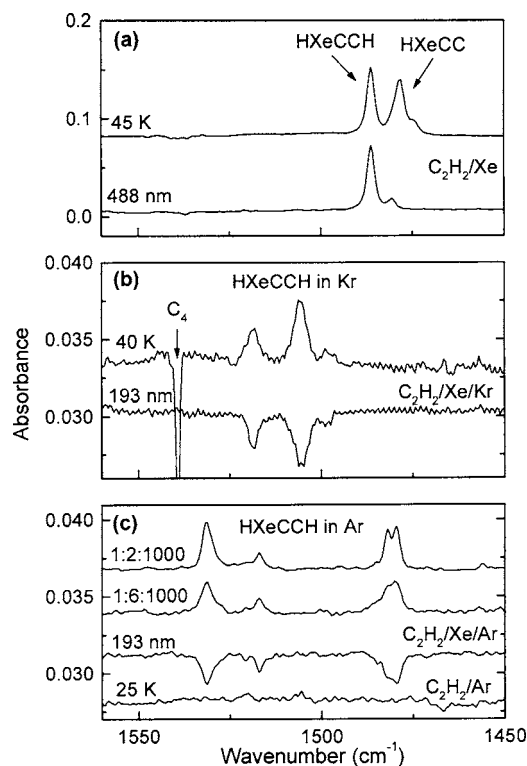 (a)
HXeCCH
HXeCC
0.2
0.1
0.0
45 K
488 nm
C₂H₂/Xe
(b)
HXeCCH in Kr
0.040
0.035
0.030
C₄
40 K
193 nm
C₂H₂/Xe/Kr
Absorbance
(c)
HXeCCH in Ar
0.040
0.035
0.030
1:2:1000
1:6:1000
193 nm
C₂H₂/Xe/Ar
25 K
C₂H₂/Ar
1550
1500
1450
Wavenumber (cm⁻¹)